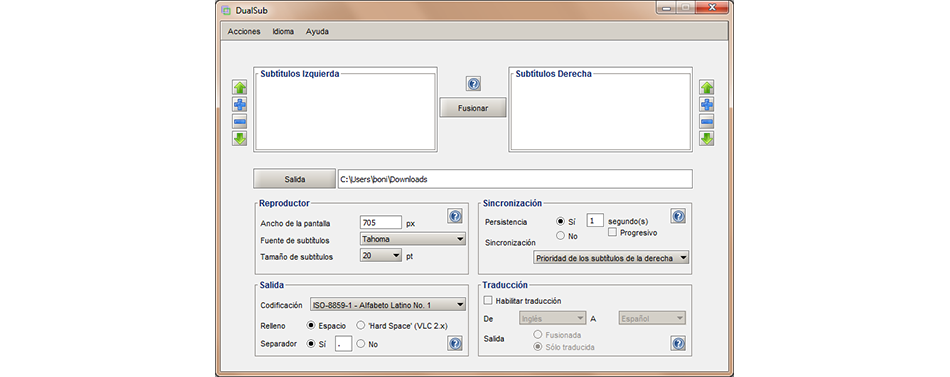 DualSub
Acciones Idioma Ayuda
Subtítulos Izquierda
Subtítulos Derecha
Fusionar
Salida C:\Users\boni\Downloads
Reproductor
Ancho de la pantalla 705 px
Fuente de subtítulos Tahoma
Tamaño de subtítulos 20 pt
Sincronización
Persistencia Sí 1 segundo(s)
No Progresivo
Sincronización
Prioridad de los subtítulos de la derecha
Salida
Codificación ISO-8859-1 - Alfabeto Latino No. 1
Relleno Espacio 'Hard Space' (VLC 2.x)
Separador Sí . No
Traducción
Habilitar traducción
De Inglés A Español
Salida Fusionada
Sólo traducida